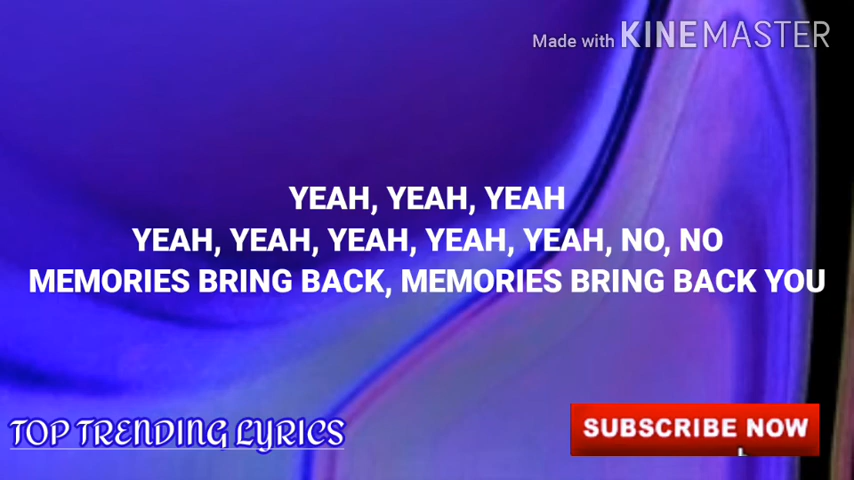 Made with KINEMASTER
YEAH, YEAH, YEAH
YEAH, YEAH, YEAH, YEAH, YEAH, NO, NO
MEMORIES BRING BACK, MEMORIES BRING BACK YOU
TOP TRENDING LYRICS
SUBSCRIBE NOW